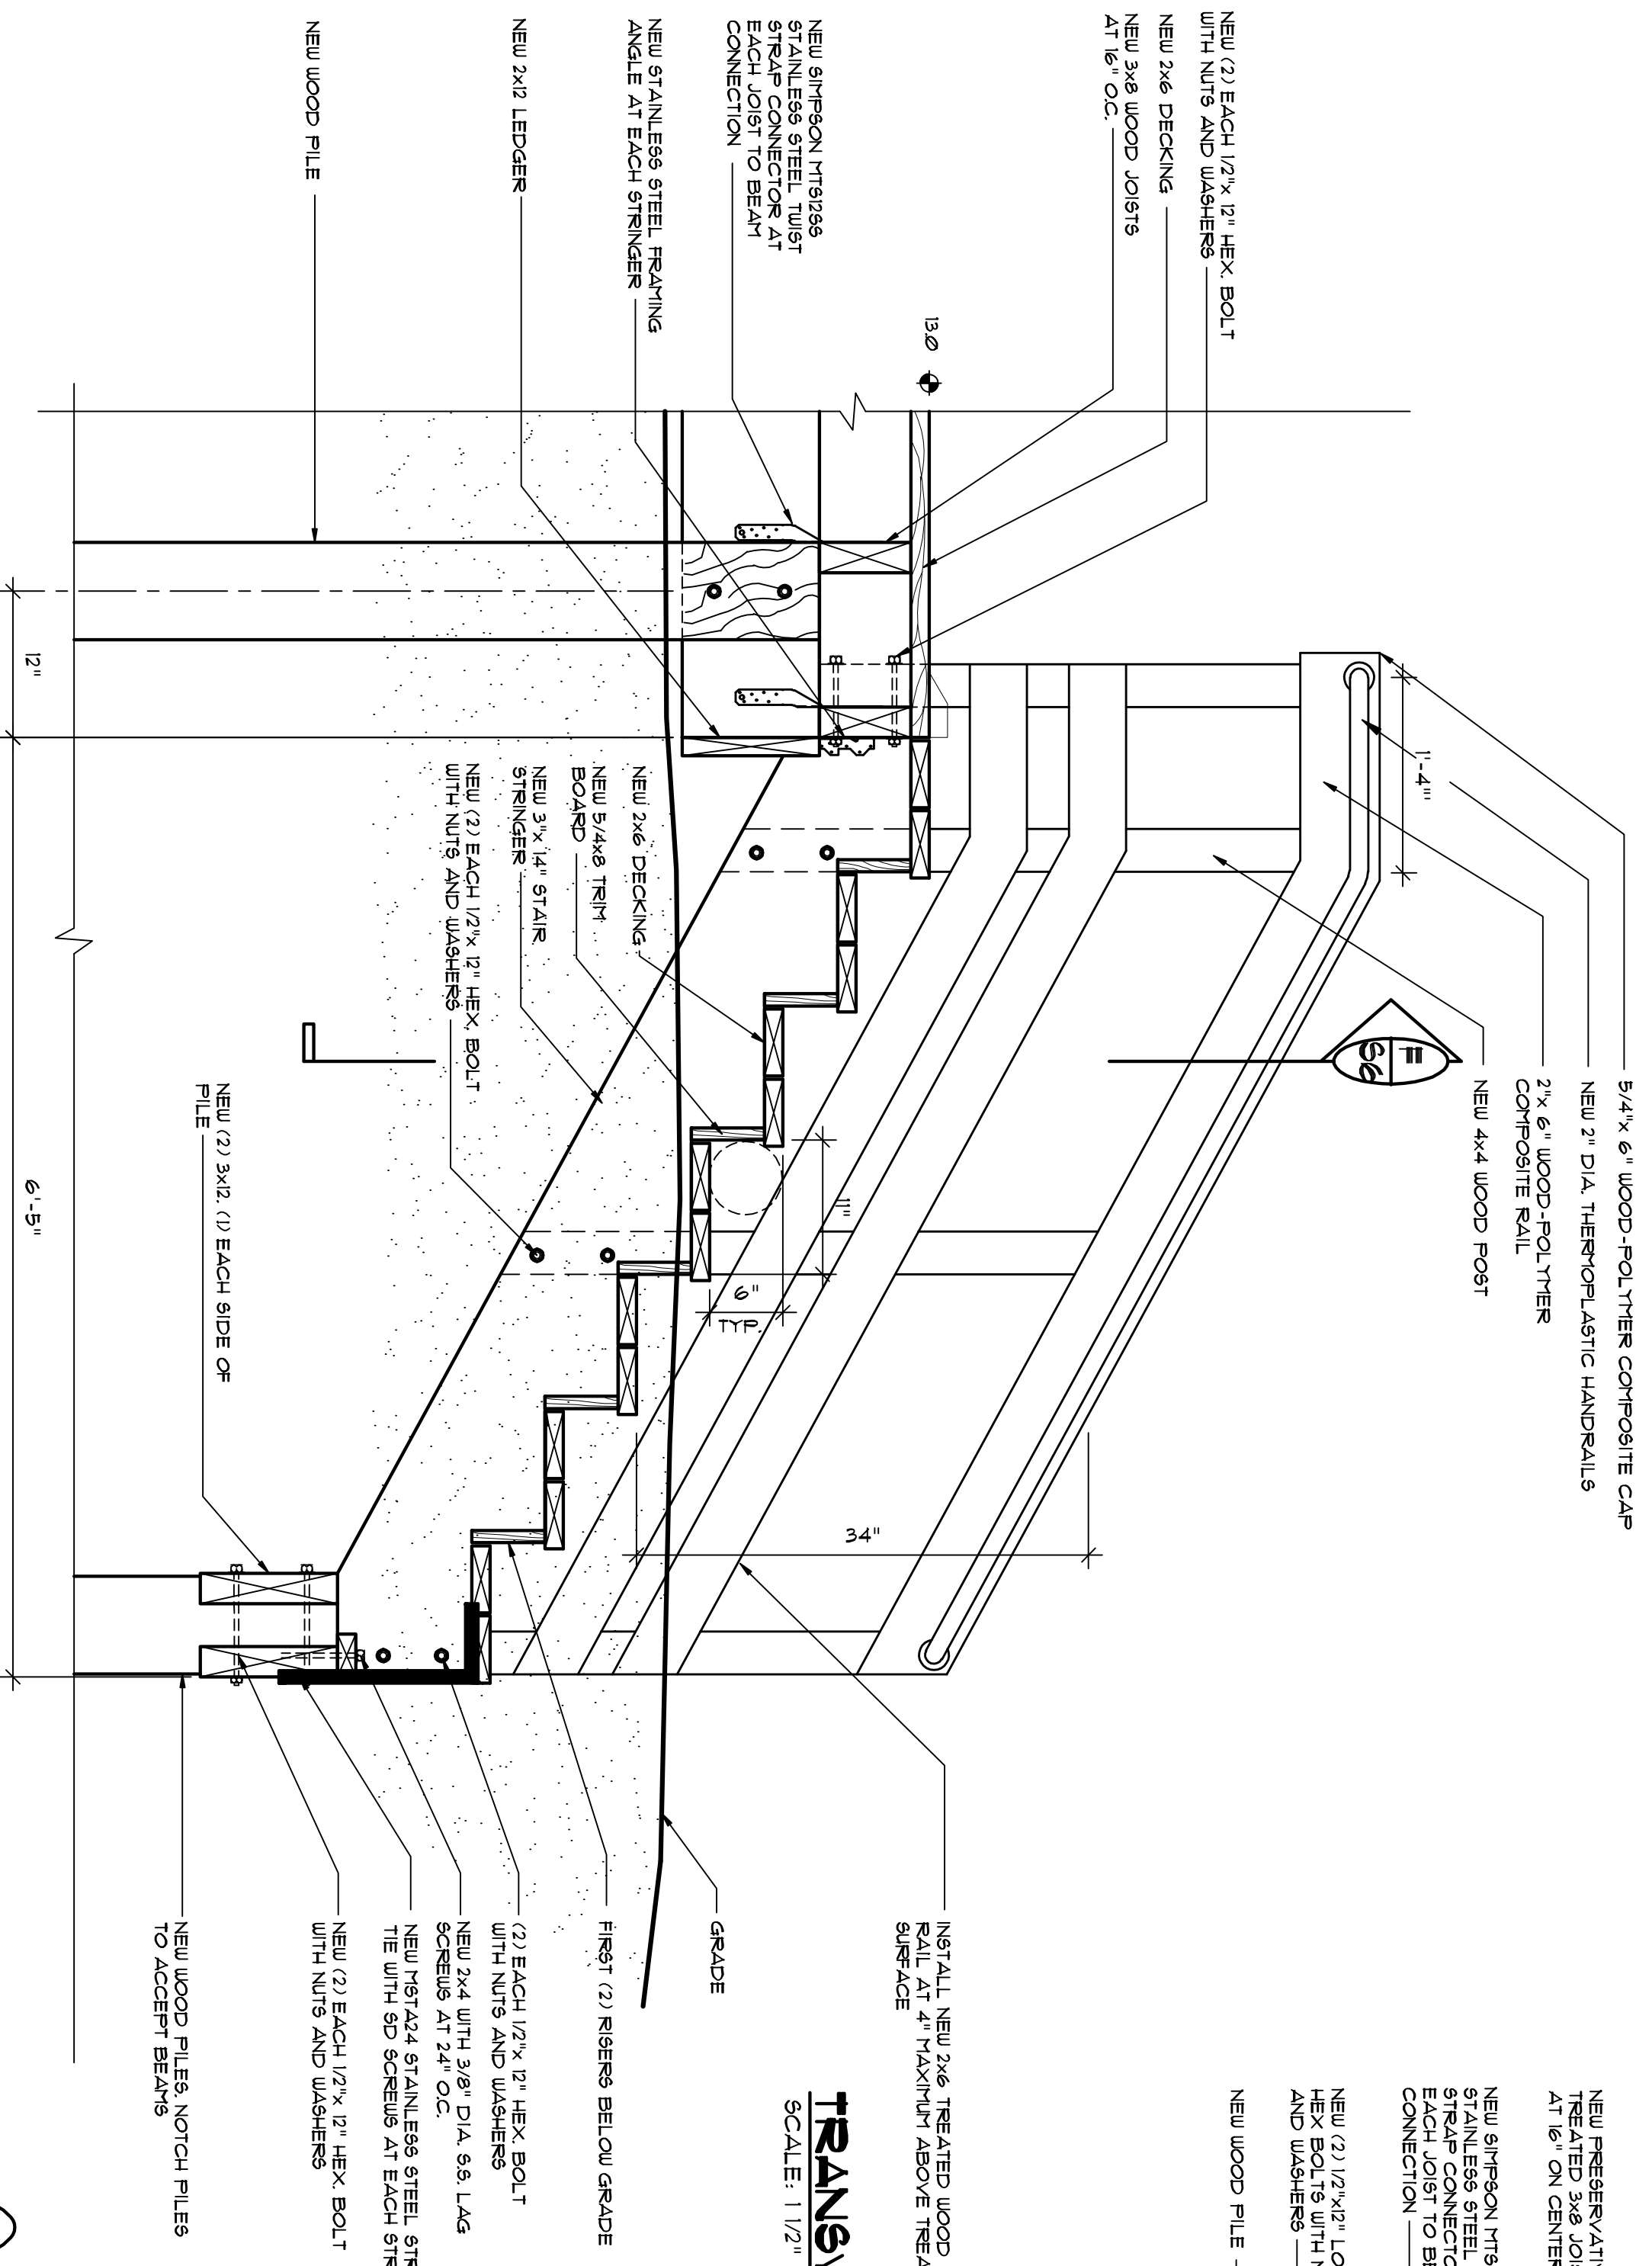 5/4"x 6" WOOD-POLYMER COMPOSITE CAP
NEW 2" DIA. THERMOPLASTIC HANDRAILS
2"x 6" WOOD-POLYMER
COMPOSITE RAIL
NEW 4x4 WOOD POST
1'-4"
E
S6
NEW (2) EACH 1/2"x 12" HEX. BOLT
WITH NUTS AND WASHERS
NEW 2x6 DECKING
NEW 3x8 WOOD JOISTS
AT 16" O.C.
13.0
NEW SIMPSON MTS12SS
STAINLESS STEEL TWIST
STRAP CONNECTOR AT
EACH JOIST TO BEAM
CONNECTION
NEW STAINLESS STEEL FRAMING
ANGLE AT EACH STRINGER
NEW 2x12 LEDGER
NEW WOOD PILE
NEW 2x6 DECKING
NEW 5/4x8 TRIM
BOARD
NEW 3"x 14" STAIR
STRINGER
NEW (2) EACH 1/2"x 12" HEX. BOLT
WITH NUTS AND WASHERS
11"
6"
TYP.
34"
NEW (2) 3x12. (1) EACH SIDE OF
PILE
12"
6'-5"
INSTALL NEW 2x6 TREATED WOOD
RAIL AT 4" MAXIMUM ABOVE
SURFACE
GRADE
FIRST (2) RISERS BELOW GRADE
(2) EACH 1/2"x 12" HEX. BOLT
WITH NUTS AND WASHERS
NEW 2x4 WITH 3/8" DIA. S.S. LAG
SCREWS AT 24" O.C.
NEW MSTA24 STAINLESS STEEL
TIE WITH SD SCREWS AT EACH
NEW (2) EACH 1/2"x 12" HEX. BOLT
WITH NUTS AND WASHERS
NEW WOOD PILES. NOTCH PILES
TO ACCEPT BEAMS
SCALE: 1 1/2"
NEW
TREATED 3x8
AT 16" ON CENTER
NEW SIMPSON
STAINLESS STEEL
STRAP
EACH JOIST TO
CONNECTION
NEW (2) 1/2"x12"
HEX BOLTS WITH
AND WASHERS
NEW WOOD PILE